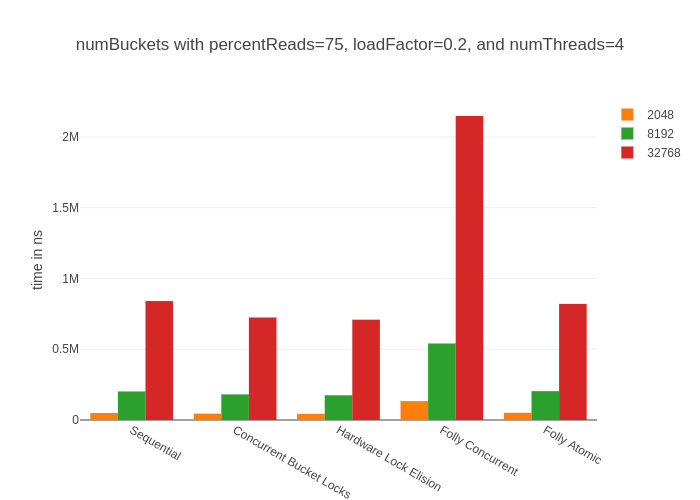 numBuckets with percentReads=75, loadFactor=0.2, and numThreads=4
2048
8192
32768
time in ns
2M
1.5M
1M
0.5M
0
Sequential
Concurrent Bucket Locks
Hardware Lock Elision
Folly Concurrent
Folly Atomic